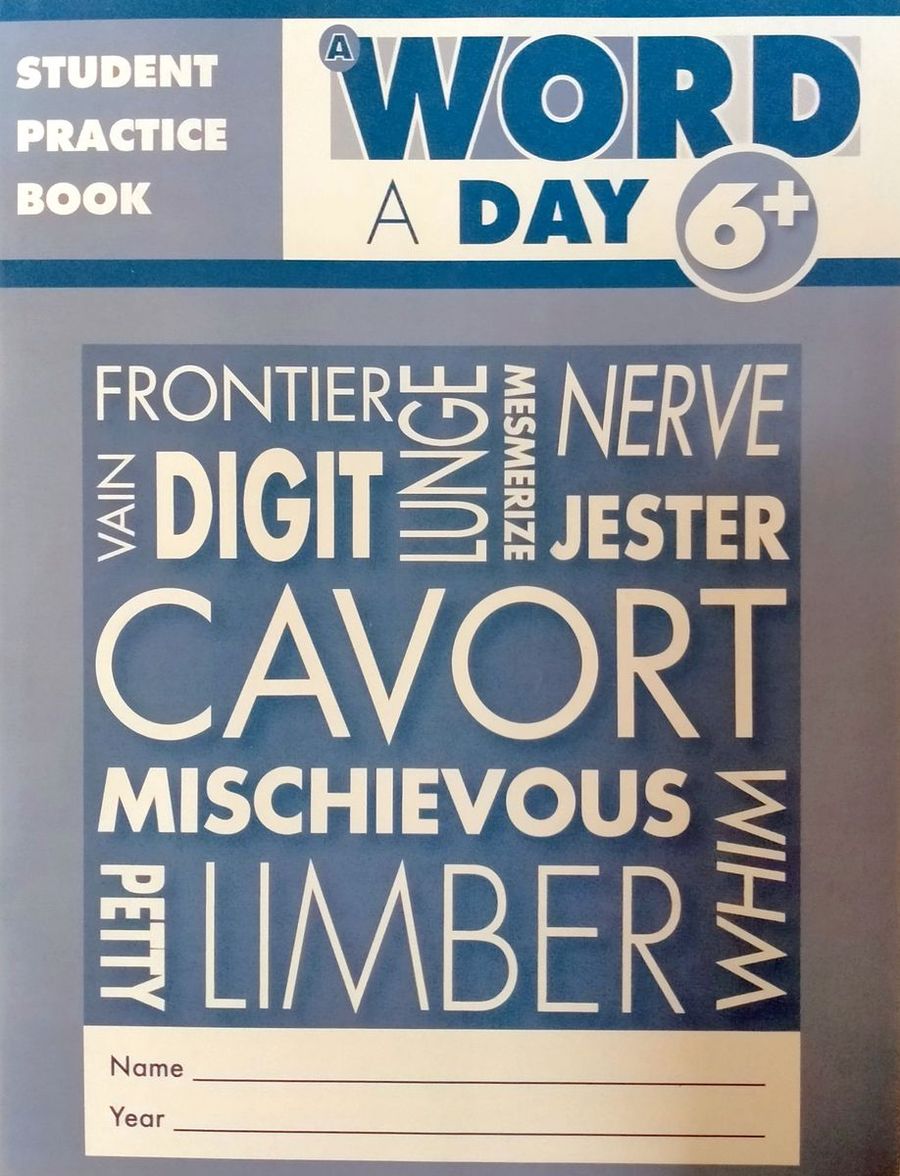 STUDENT
PRACTICE
BOOK
A WORD
A DAY
6+
FRONTIER
LUNGE
MESMERIZE
NERVE
VAIN
DIGIT
JESTER
CAVORT
MISCHIEVOUS
WHIM
PETTY
LIMBER
Name
Year